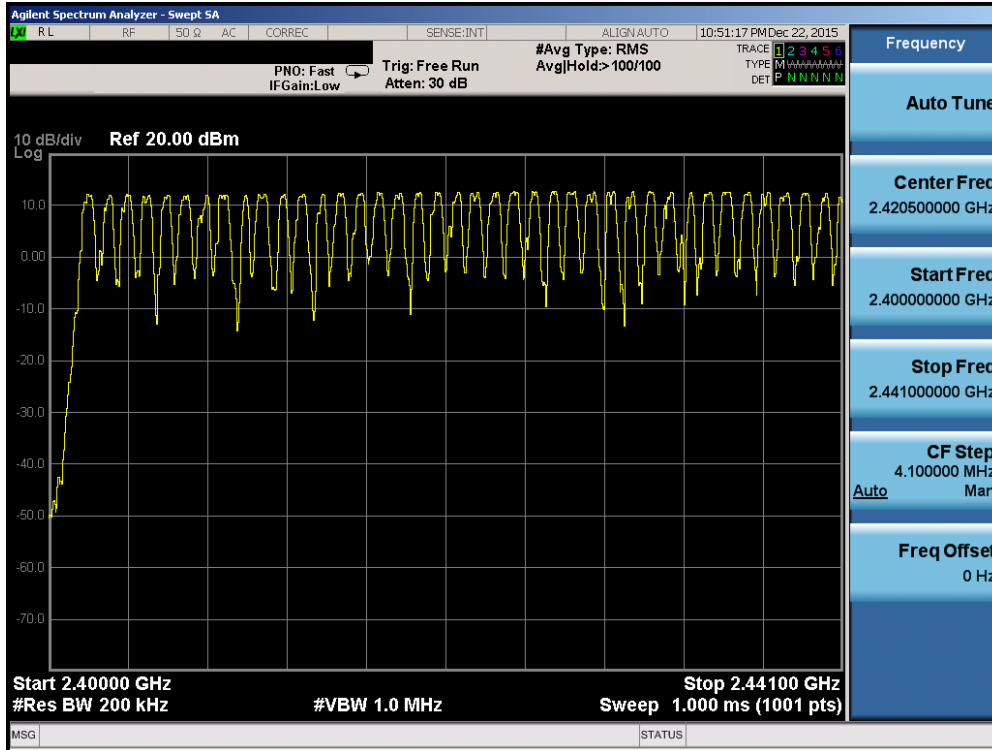 Agilent Spectrum Analyzer - Swept SA
LXI RL RF 50 Ω AC CORREC SENSE:INT ALIGN AUTO 10:51:17 PM Dec 22, 2015
PNO: Fast Trig: Free Run #Avg Type: RMS TRACE 1 2 3 4 5 6
IFGain:Low Atten: 30 dB Avg|Hold:>100/100 TYPE M
DET P N N N N N
10 dB/div Ref 20.00 dBm
Log
10.0
0.00
-10.0
-20.0
-30.0
-40.0
-50.0
-60.0
-70.0
Start 2.40000 GHz Stop 2.44100 GHz
#Res BW 200 kHz #VBW 1.0 MHz Sweep 1.000 ms (1001 pts)
MSG STATUS
Frequency
Auto Tune
Center Freq
2.420500000 GHz
Start Freq
2.400000000 GHz
Stop Freq
2.441000000 GHz
CF Step
4.100000 MHz
Auto Man
Freq Offset
0 Hz